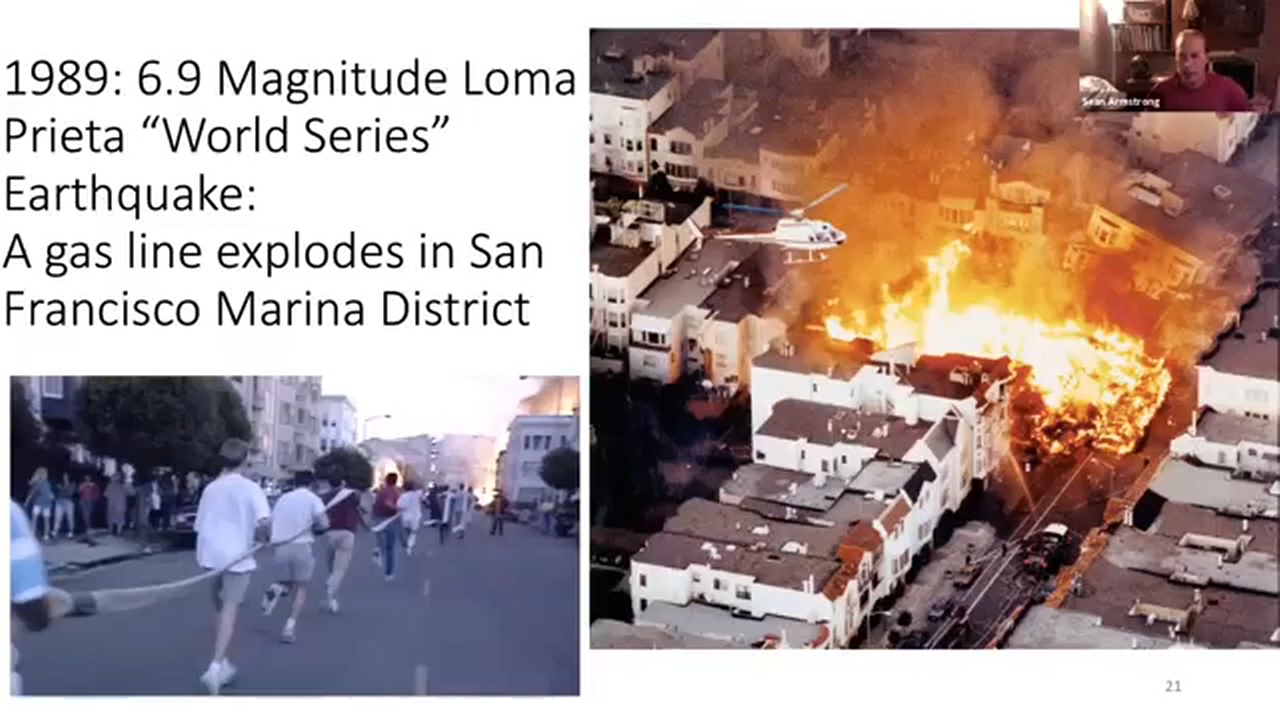 1989: 6.9 Magnitude Loma
Prieta “World Series”
Earthquake:
A gas line explodes in San
Francisco Marina District
Sean Armstrong
21